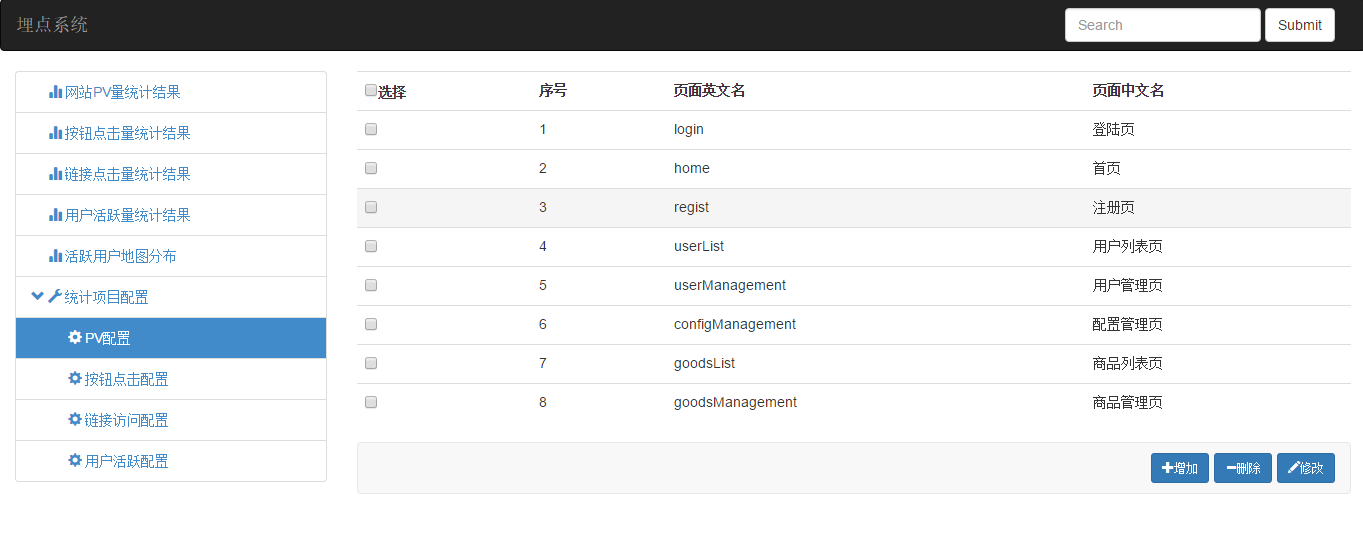 埋点系统
Search
Submit
网站PV量统计结果
按钮点击量统计结果
链接点击量统计结果
用户活跃量统计结果
活跃用户地图分布
统计项目配置
PV配置
按钮点击配置
链接访问配置
用户活跃配置
选择 序号 页面英文名 页面中文名
1 login 登陆页
2 home 首页
3 regist 注册页
4 userList 用户列表页
5 userManagement 用户管理页
6 configManagement 配置管理页
7 goodsList 商品列表页
8 goodsManagement 商品管理页
增加 删除 修改